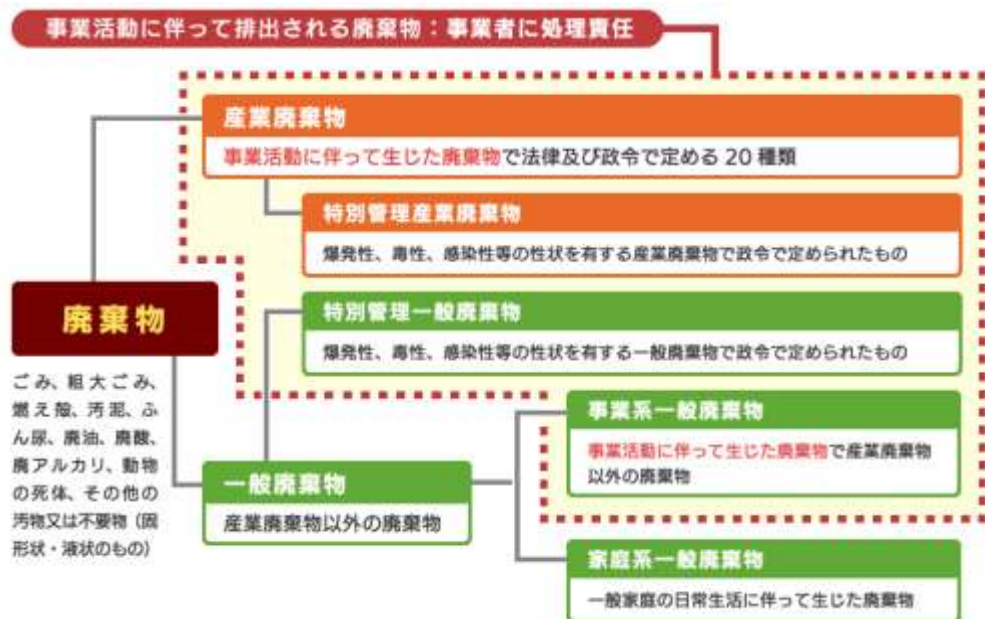 事業活動に伴って排出される廃棄物：事業者に処理責任
産業廃棄物
事業活動に伴って生じた廃棄物で法律及び政令で定める 20 種類
特別管理産業廃棄物
爆発性、毒性、感染性等の性状を有する産業廃棄物で政令で定められたもの
廃棄物
ごみ、粗大ごみ、
燃え殻、汚泥、ふ
ん尿、廃油、廃酸、
廃アルカリ、動物
の死体、その他の
汚物又は不要物（固
形状・液状のもの）
特別管理一般廃棄物
爆発性、毒性、感染性等の性状を有する一般廃棄物で政令で定められたもの
一般廃棄物
産業廃棄物以外の廃棄物
事業系一般廃棄物
事業活動に伴って生じた廃棄物で産業廃棄物
以外の廃棄物
家庭系一般廃棄物
一般家庭の日常生活に伴って生じた廃棄物